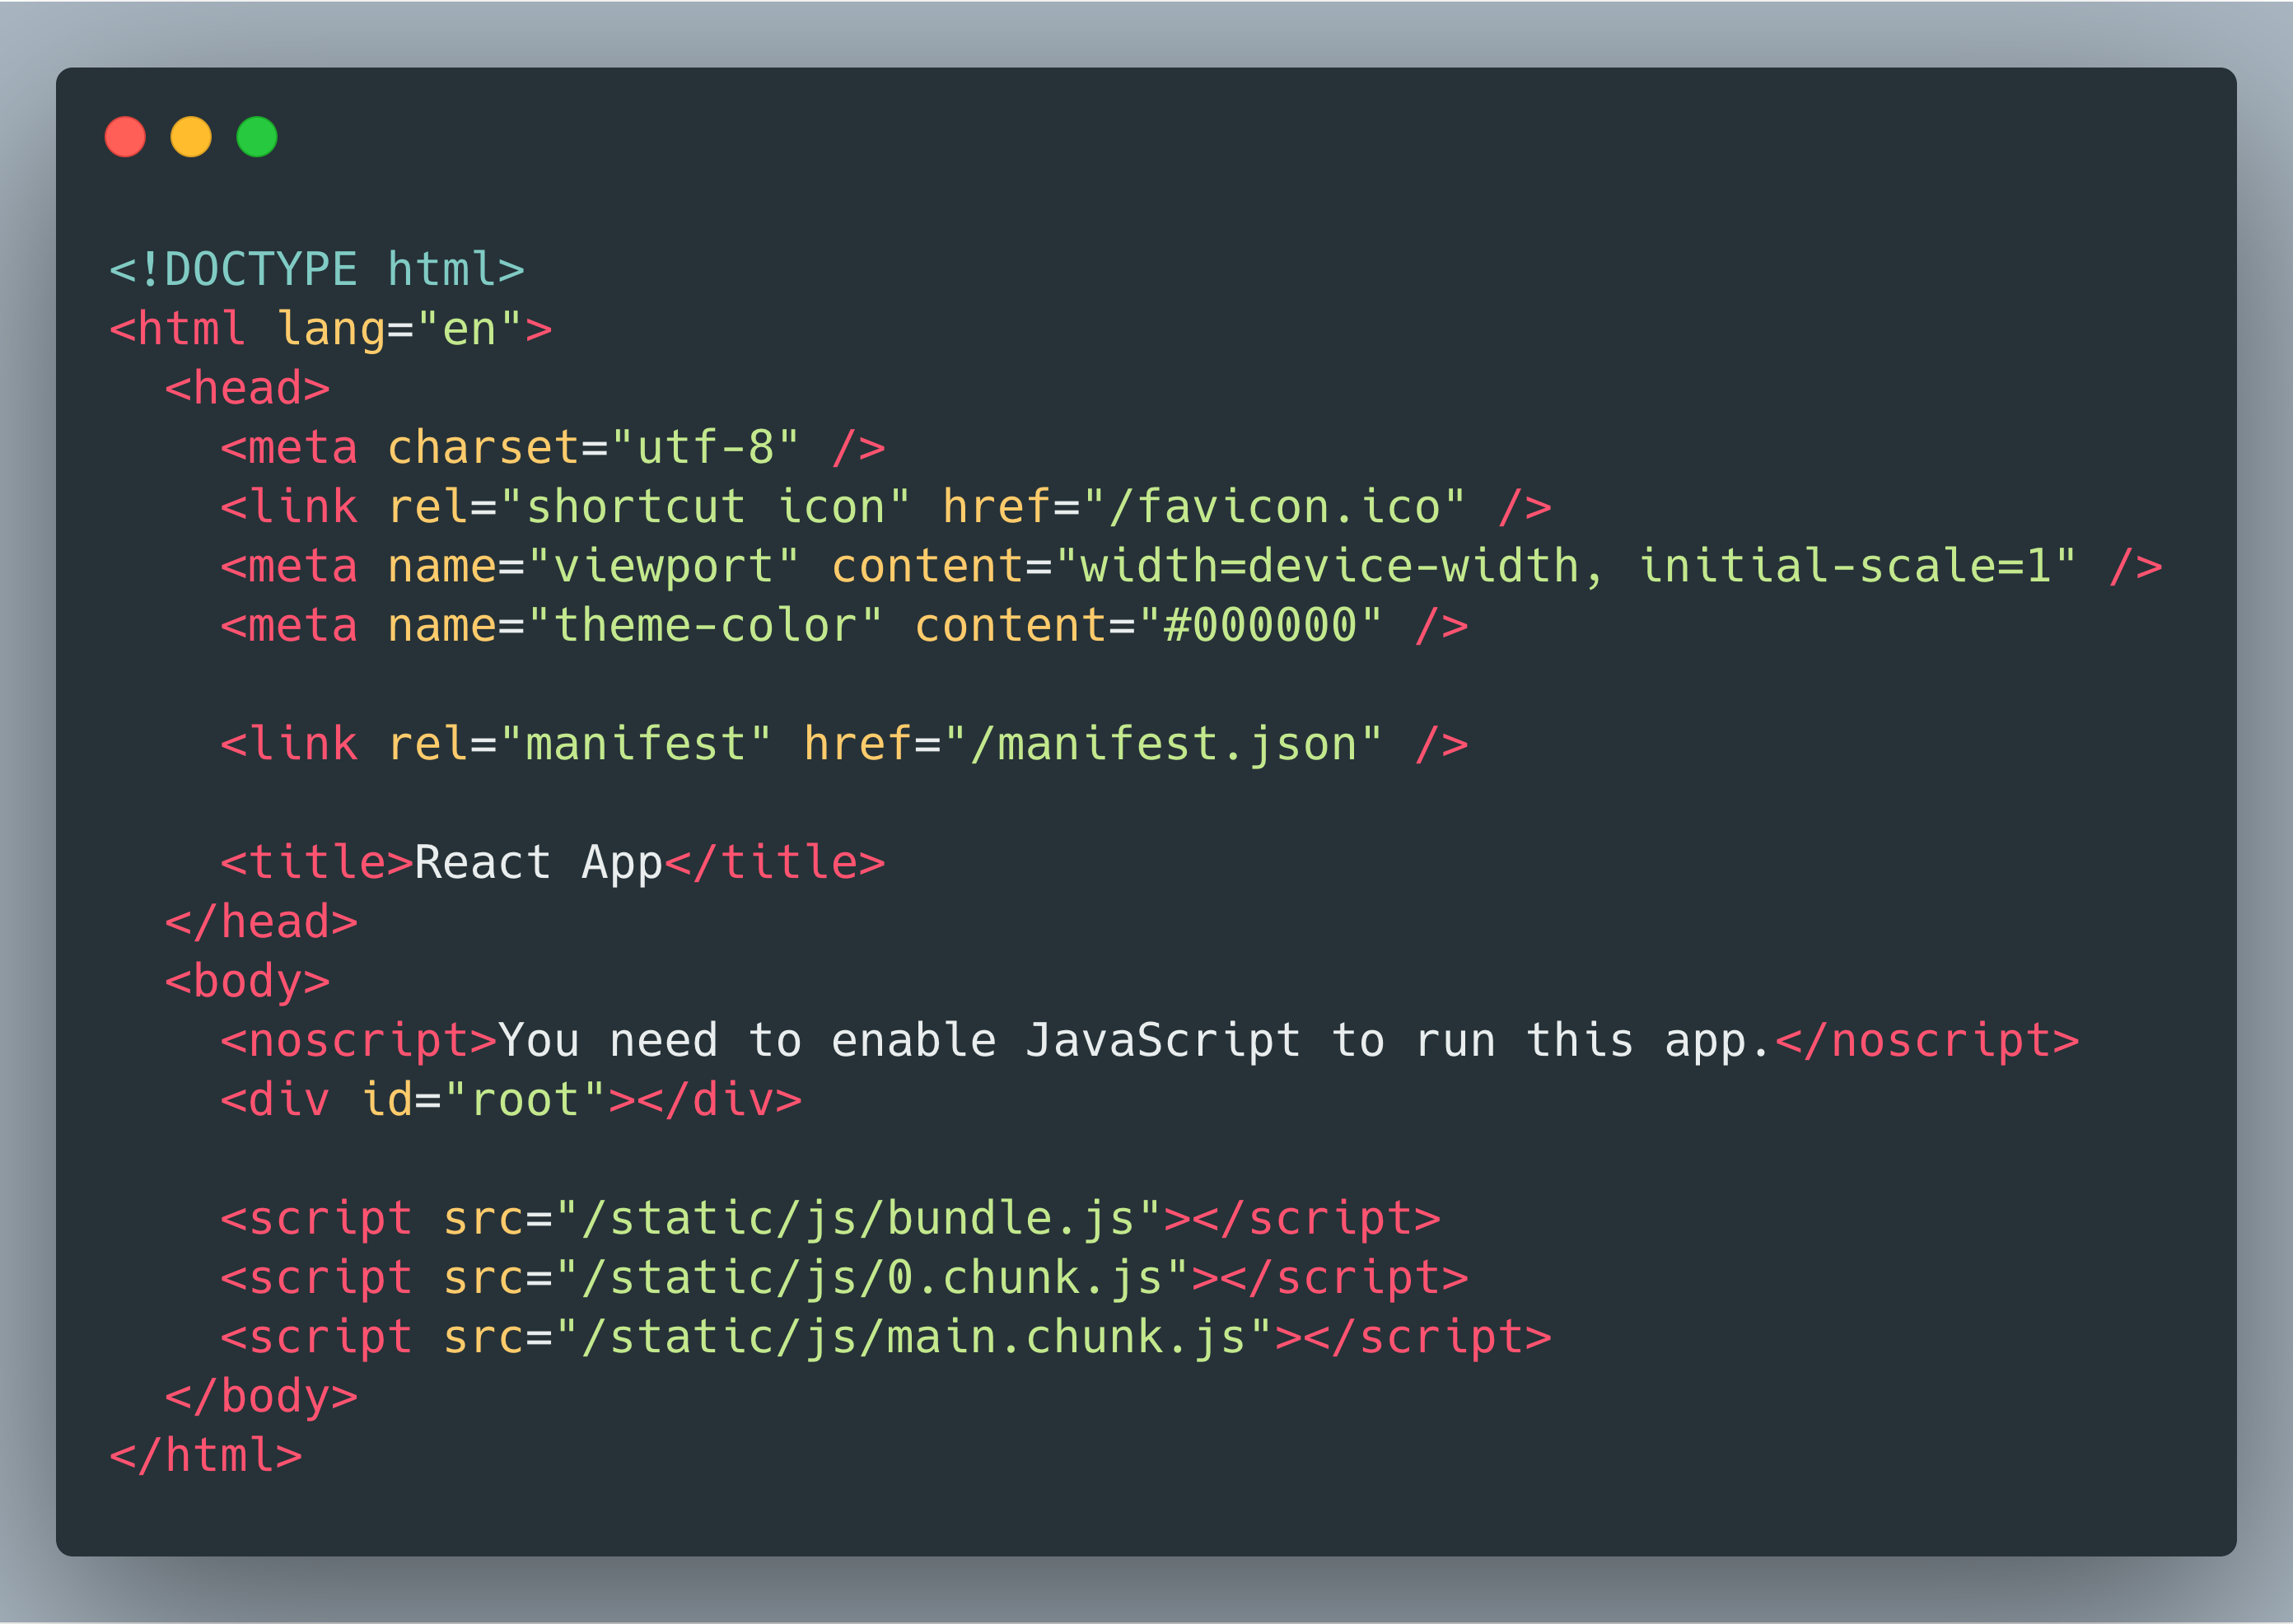 <!DOCTYPE html>
<html lang="en">
  <head>
    <meta charset="utf-8" />
    <link rel="shortcut icon" href="/favicon.ico" />
    <meta name="viewport" content="width=device-width, initial-scale=1" />
    <meta name="theme-color" content="#000000" />
    <link rel="manifest" href="/manifest.json" />
    <title>React App</title>
  </head>
  <body>
    <noscript>You need to enable JavaScript to run this app.</noscript>
    <div id="root"></div>
    <script src="/static/js/bundle.js"></script>
    <script src="/static/js/0.chunk.js"></script>
    <script src="/static/js/main.chunk.js"></script>
  </body>
</html>